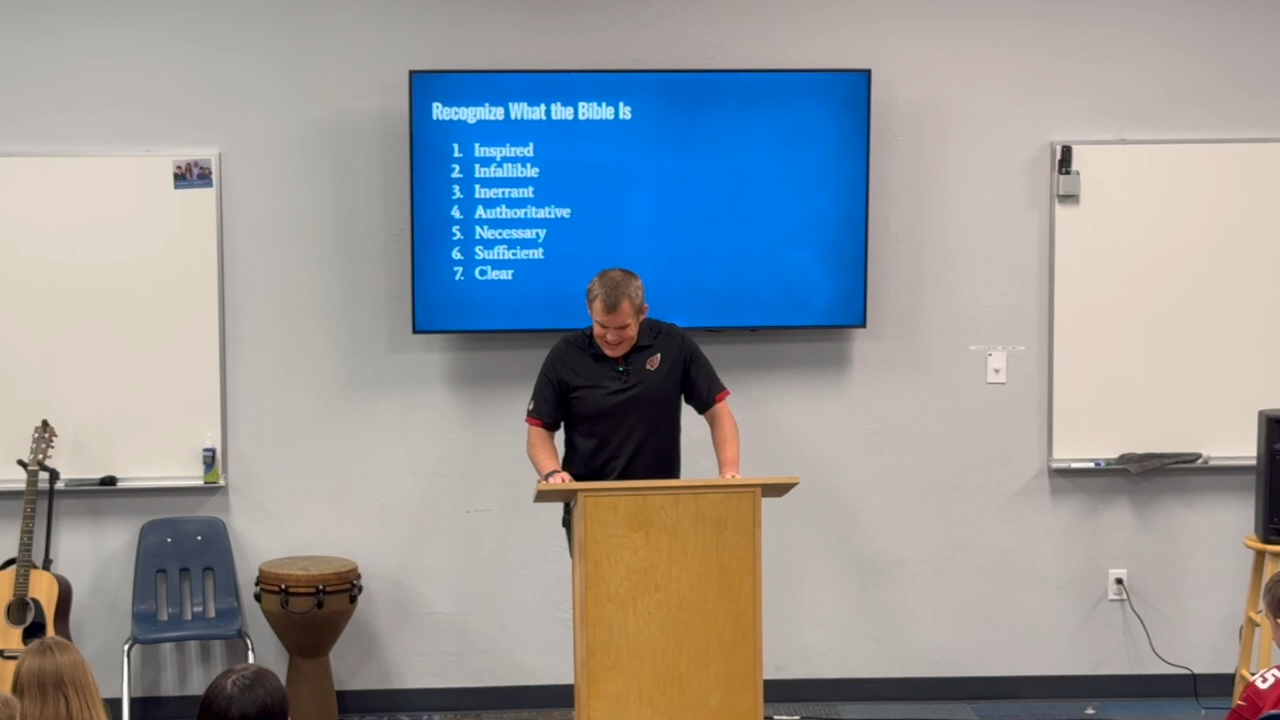 Recognize What the Bible Is
1. Inspired
2. Infallible
3. Inerrant
4. Authoritative
5. Necessary
6. Sufficient
7. Clear
15